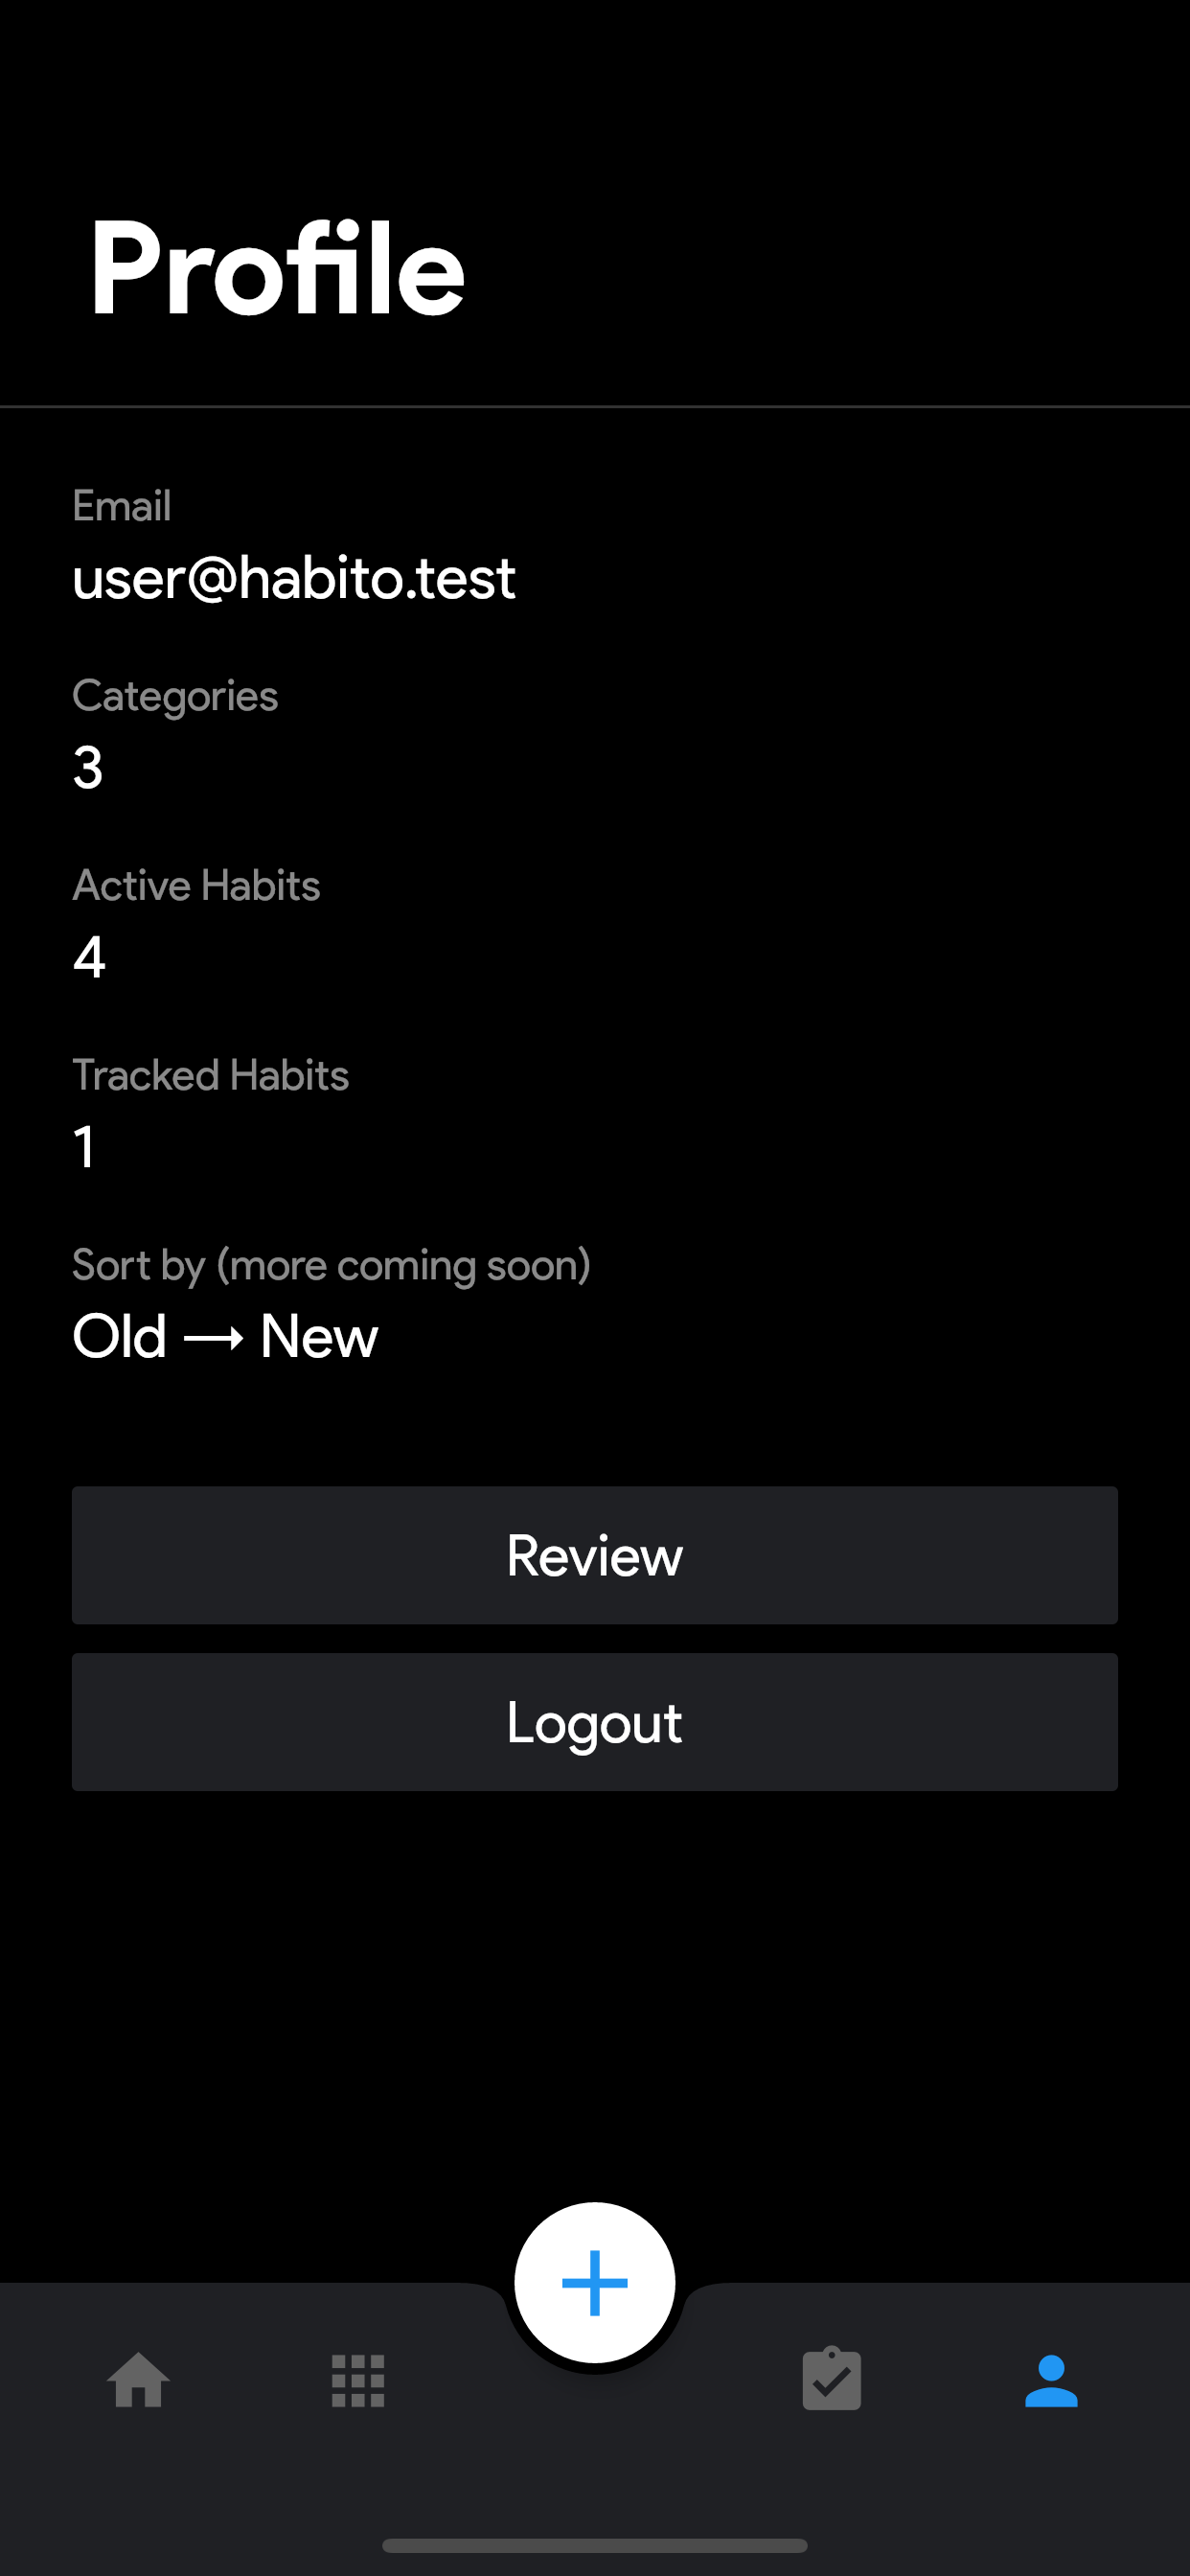 Profile
Email
user@habito.test
Categories
3
Active Habits
4
Tracked Habits
1
Sort by (more coming soon)
Old → New
Review
Logout